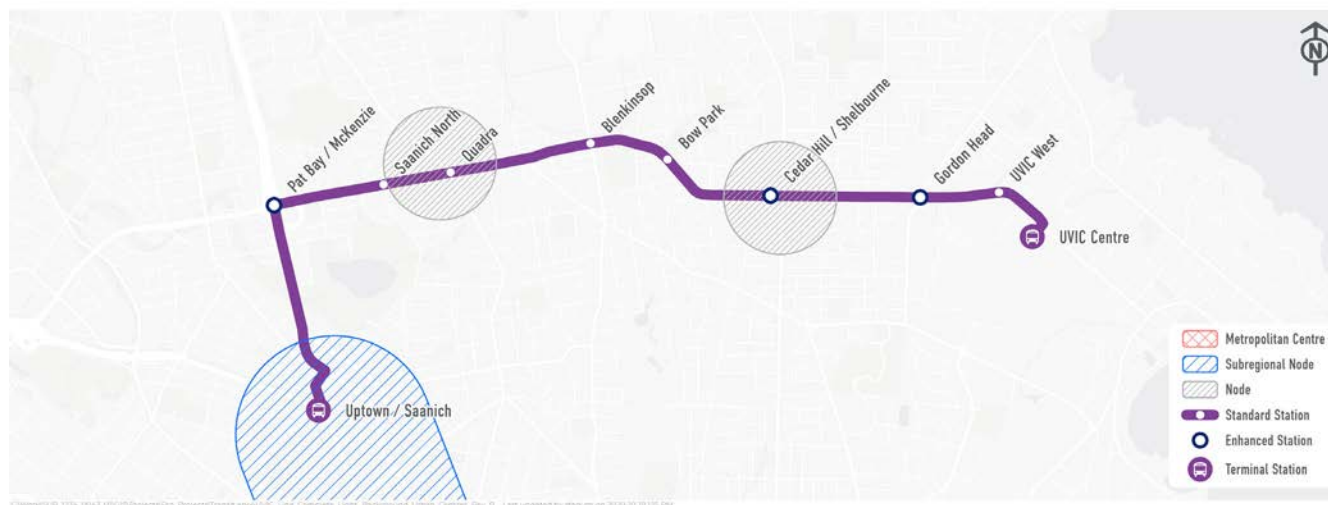 N
Pat Bay / McKenzie
Saanich North
Quadra
Blenkinsop
Bow Park
Cedar Hill / Shelbourne
Gordon Head
UVIC West
UVIC Centre
Uptown / Saanich
Metropolitan Centre
Subregional Node
Node
Standard Station
Enhanced Station
Terminal Station